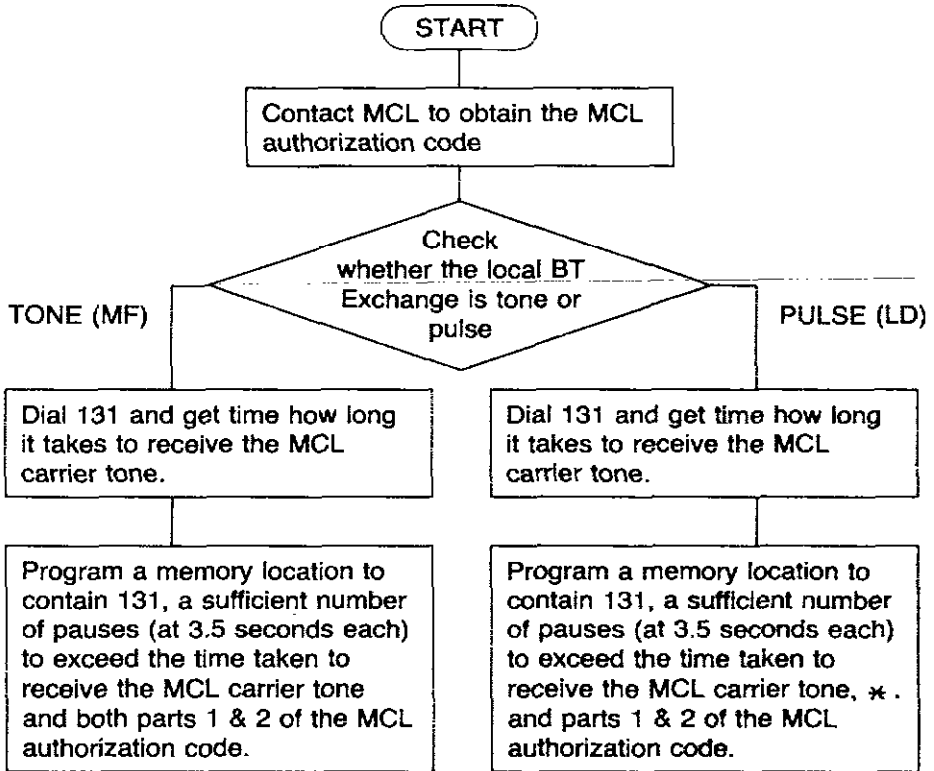 START
Contact MCL to obtain the MCL
authorization code
Check
whether the local BT
Exchange is tone or
pulse
TONE (MF)
PULSE (LD)
Dial 131 and get time how long
it takes to receive the MCL
carrier tone.
Dial 131 and get time how long
it takes to receive the MCL
carrier tone.
Program a memory location to
contain 131, a sufficient number
of pauses (at 3.5 seconds each)
to exceed the time taken to
receive the MCL carrier tone
and both parts 1 & 2 of the MCL
authorization code.
Program a memory location to
contain 131, a sufficient number
of pauses (at 3.5 seconds each)
to exceed the time taken to
receive the MCL carrier tone, * .
and parts 1 & 2 of the MCL
authorization code.